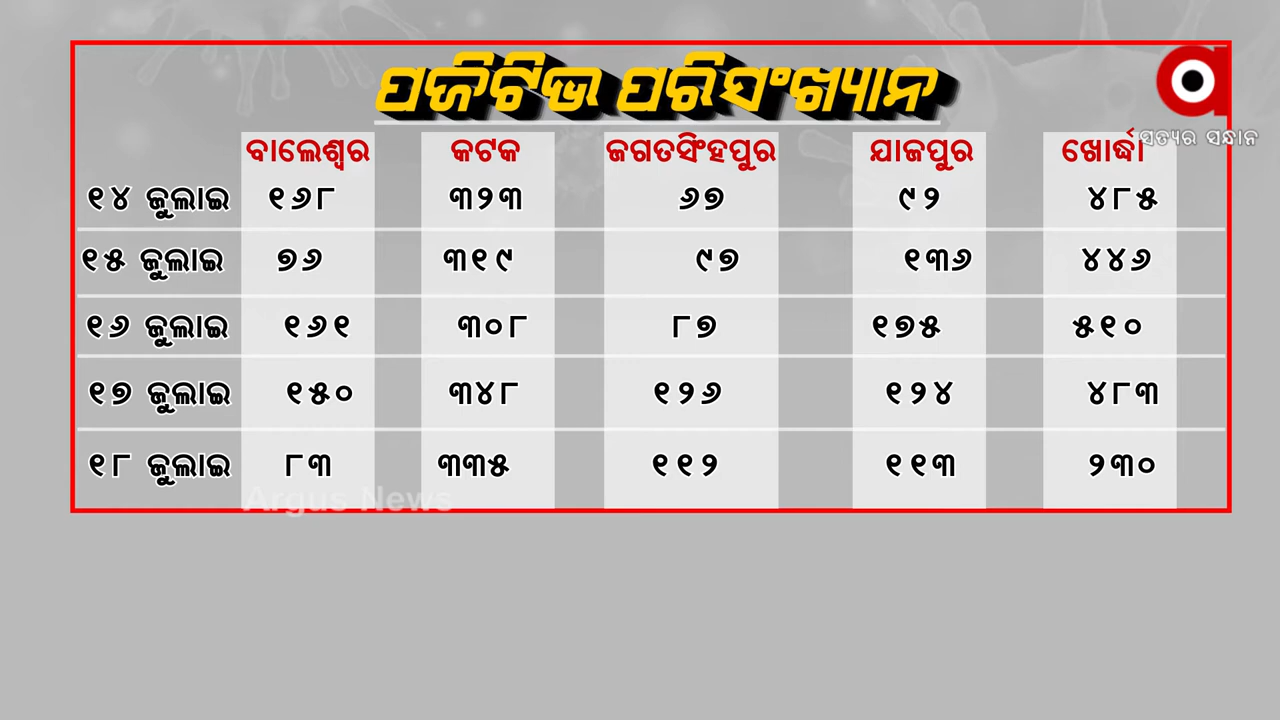 ପଜିଟିଭ ପରିସଂଖ୍ୟାନ
ସତ୍ୟର ସନ୍ଧାନ
ବାଲେଶ୍ୱର କଟକ ଜଗତସିଂହପୁର ଯାଜପୁର ଖୋର୍ଦ୍ଧା
୧୪ ଜୁଲାଇ ୧୬୮ ୩୨୩ ୬୭ ୯୨ ୪୮୫
୧୫ ଜୁଲାଇ ୭୬ ୩୧୯ ୯୭ ୧୩୬ ୪୪୬
୧୬ ଜୁଲାଇ ୧୬୧ ୩୦୮ ୮୭ ୧୭୫ ୫୧୦
୧୭ ଜୁଲାଇ ୧୫୦ ୩୪୮ ୧୨୬ ୧୨୪ ୪୮୩
୧୮ ଜୁଲାଇ ୮୩ ୩୩୫ ୧୧୨ ୧୧୩ ୨୩୦
Argus News